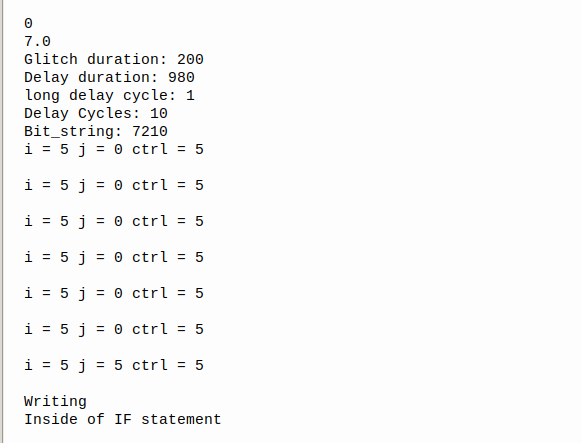 0
7.0
Glitch duration: 200
Delay duration: 980
long delay cycle: 1
Delay Cycles: 10
Bit_string: 7210
i = 5 j = 0 ctrl = 5
i = 5 j = 0 ctrl = 5
i = 5 j = 0 ctrl = 5
i = 5 j = 0 ctrl = 5
i = 5 j = 0 ctrl = 5
i = 5 j = 0 ctrl = 5
i = 5 j = 5 ctrl = 5
Writing
Inside of IF statement